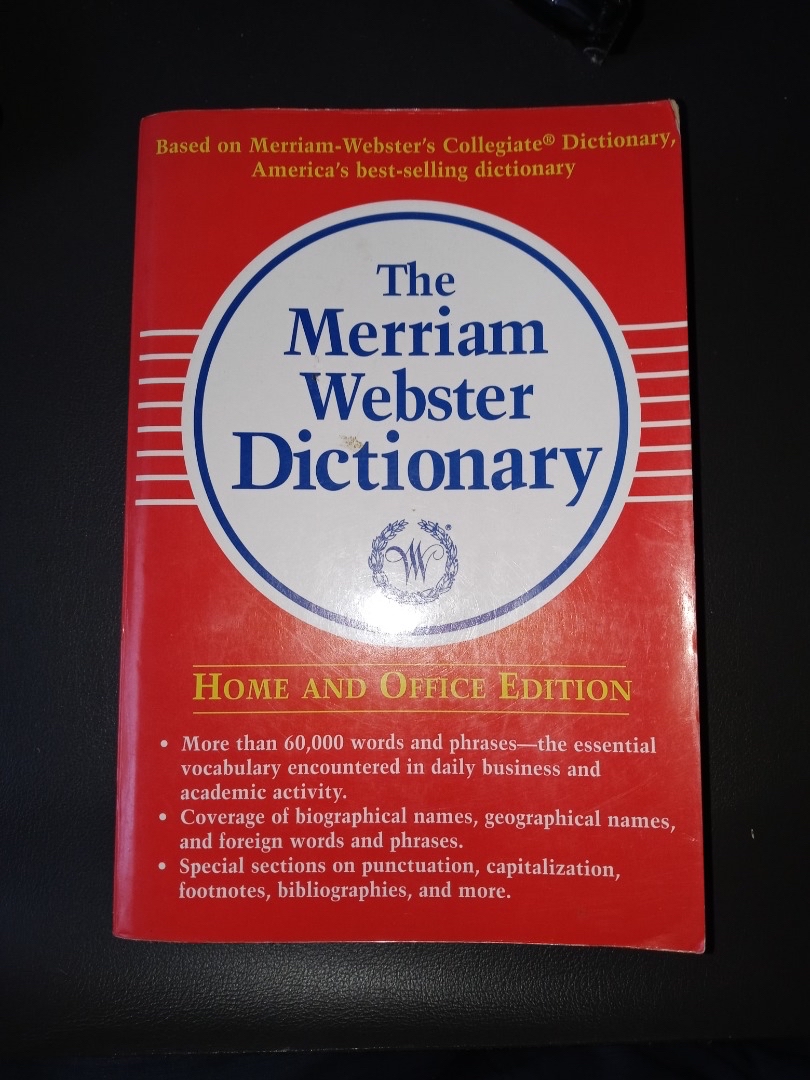 Based on Merriam-Webster's Collegiate® Dictionary,
America's best-selling dictionary
The
Merriam
Webster
Dictionary
W®
HOME AND OFFICE EDITION
• More than 60,000 words and phrases—the essential
vocabulary encountered in daily business and
academic activity.
• Coverage of biographical names, geographical names,
and foreign words and phrases.
• Special sections on punctuation, capitalization,
footnotes, bibliographies, and more.